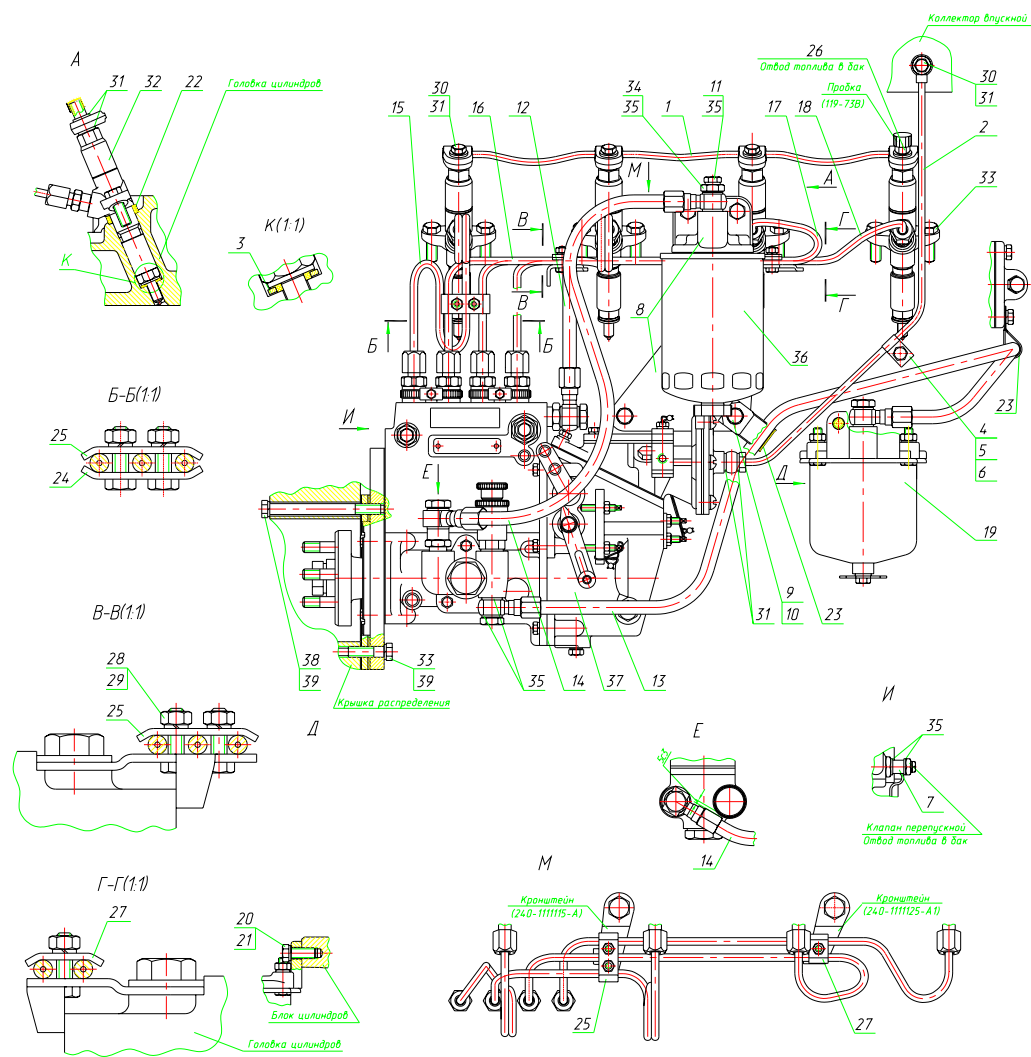 Коллектор впускной
26
Отвод топлива в бак
А
31
32
22
Головка цилиндров
15
30
31
16
12
34
35
1
11
35
17
Пробка
(119-73В)
18
30
31
2
М
А
33
К(1:1)
3
В
Г
К
В
Г
8
Б
Б
36
23
Б-Б(1:1)
25
24
И
Е
4
5
6
Д
19
В-В(1:1)
28
29
25
38
39
33
39
35
14
37
13
31
9
10
23
Крышка распределения
Д
Е
И
35
7
Клапан перепускной
Отвод топлива в бак
14
Г-Г(1:1)
27
20
21
М
Кронштейн
(240-1111115-А)
Кронштейн
(240-1111125-А1)
Блок цилиндров
Головка цилиндров
25
27